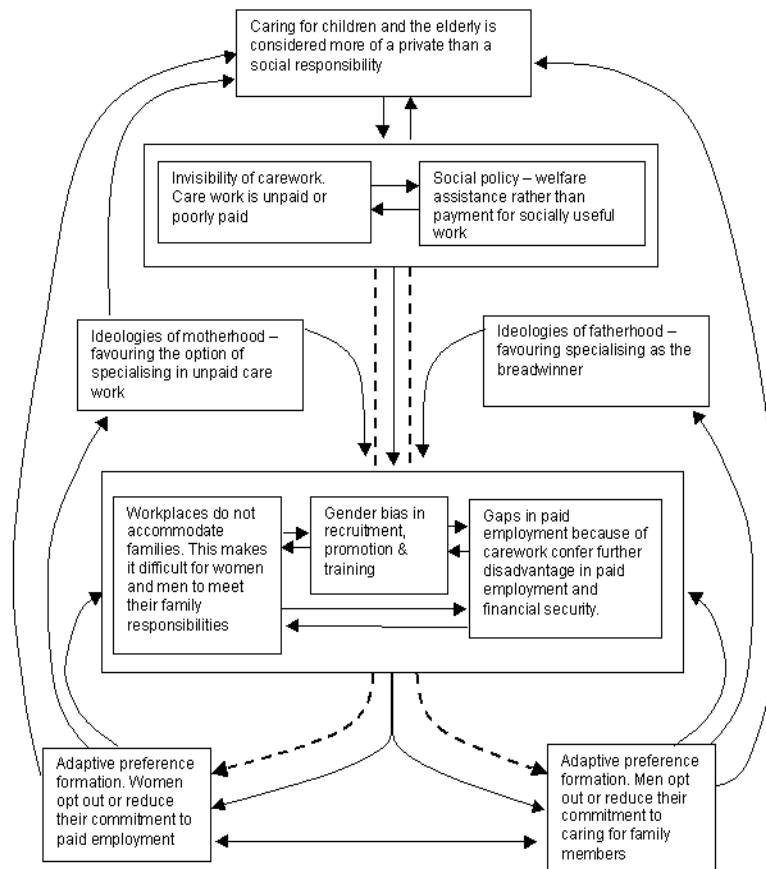 Caring for children and the elderly is
considered more of a private than a
social responsibility
Invisibility of carework.
Care work is unpaid or
poorly paid
Social policy – welfare
assistance rather than
payment for socially useful
work
Ideologies of motherhood –
favouring the option of
specialising in unpaid care
work
Ideologies of fatherhood –
favouring specialising as the
breadwinner
Workplaces do not
accommodate
families. This makes
it difficult for women
and men to meet
their family
responsibilities
Gender bias in
recruitment,
promotion &
training
Gaps in paid
employment because of
carework confer further
disadvantage in paid
employment and
financial security.
Adaptive preference
formation. Women
opt out or reduce
their commitment to
paid employment
Adaptive preference
formation. Men opt
out or reduce their
commitment to
caring for family
members